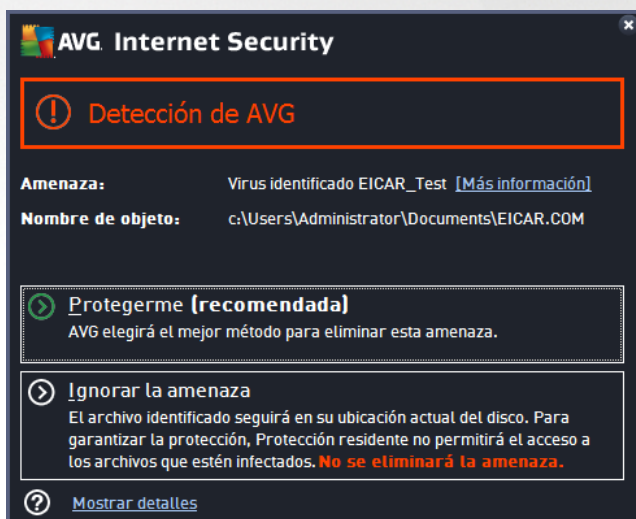 AVG. Internet Security
Detección de AVG
Amenaza: Virus identificado EICAR_Test [Más información]
Nombre de objeto: c:\Users\Administrator\Documents\EICAR.COM
Protegerme (recomendada)
AVG elegirá el mejor método para eliminar esta amenaza.
Ignorar la amenaza
El archivo identificado seguirá en su ubicación actual del disco. Para
garantizar la protección, Protección residente no permitirá el acceso a
los archivos que estén infectados. No se eliminará la amenaza.
Mostrar detalles